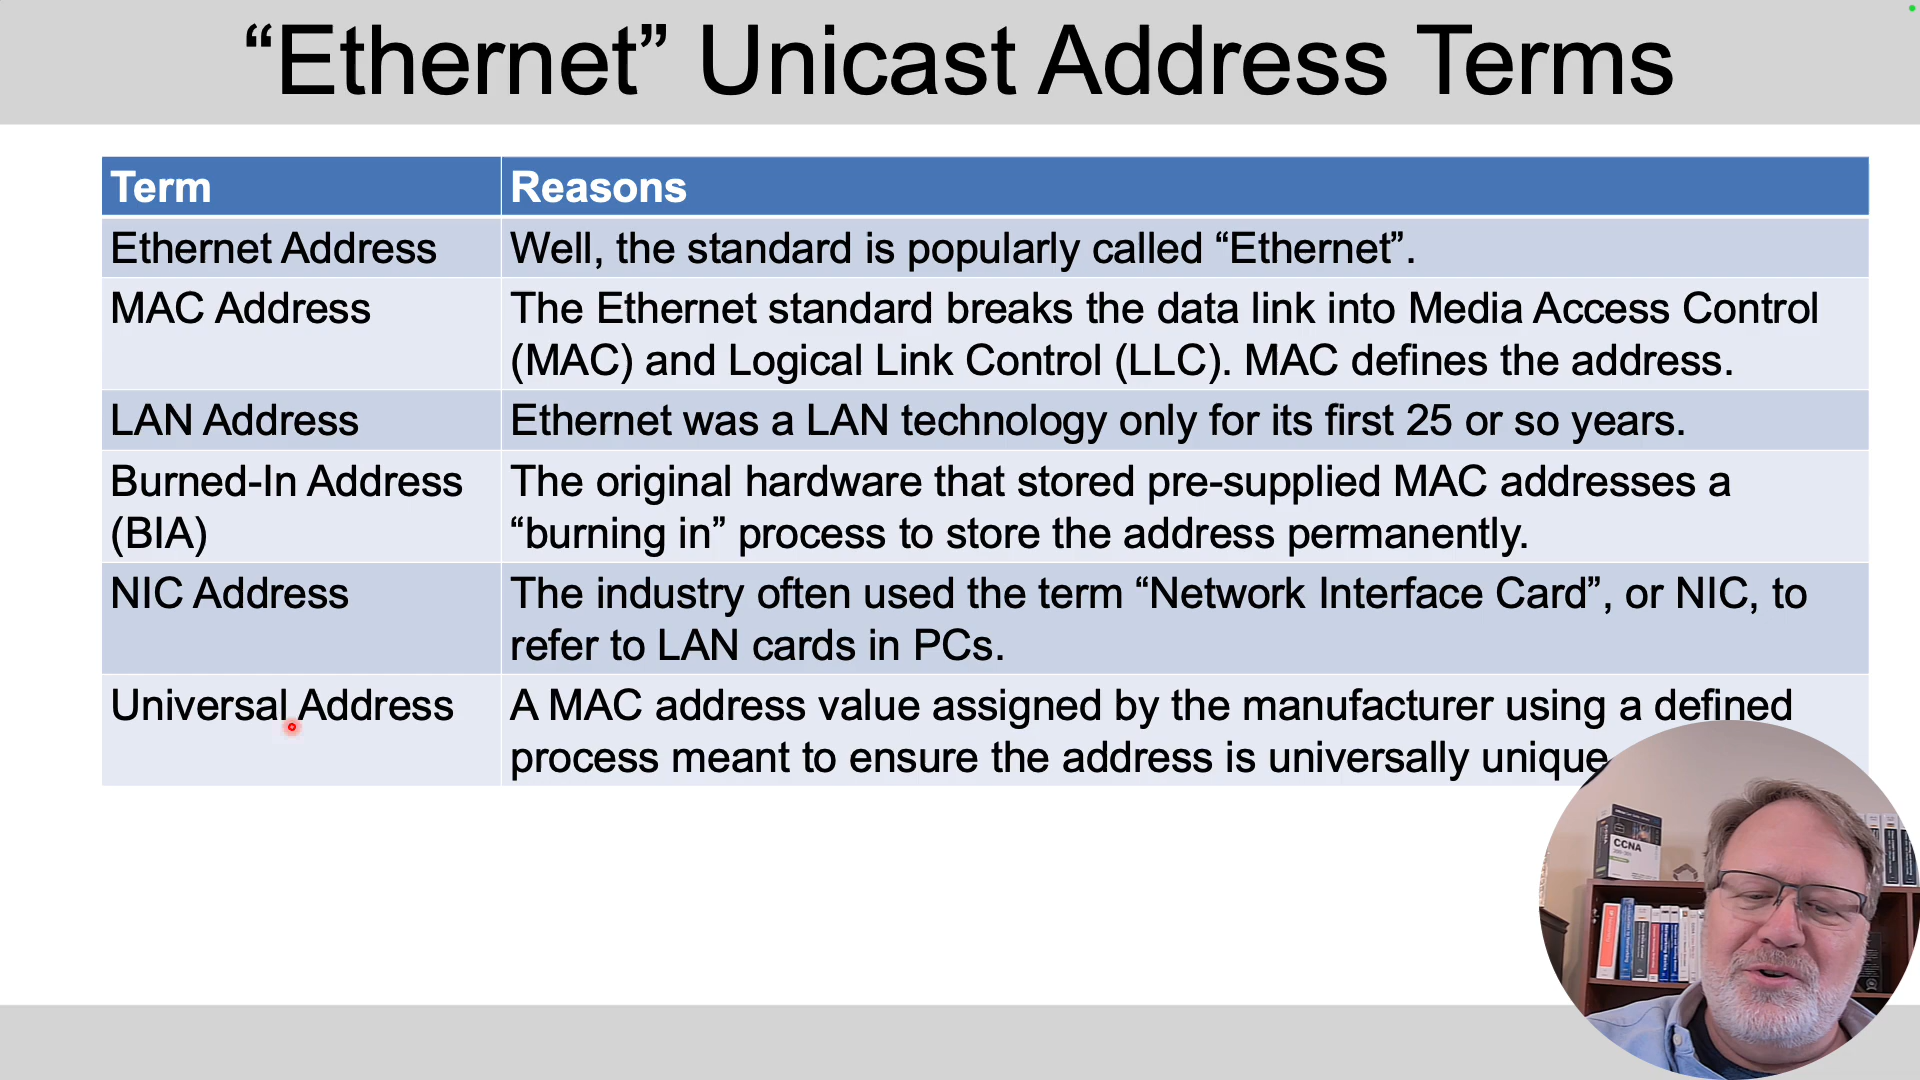 “Ethernet” Unicast Address Terms
Term
Reasons
Ethernet Address
Well, the standard is popularly called “Ethernet”.
MAC Address
The Ethernet standard breaks the data link into Media Access Control
(MAC) and Logical Link Control (LLC). MAC defines the address.
LAN Address
Ethernet was a LAN technology only for its first 25 or so years.
Burned-In Address
(BIA)
The original hardware that stored pre-supplied MAC addresses a
“burning in” process to store the address permanently.
NIC Address
The industry often used the term “Network Interface Card”, or NIC, to
refer to LAN cards in PCs.
Universal Address
A MAC address value assigned by the manufacturer using a defined
process meant to ensure the address is universally unique
CCNA